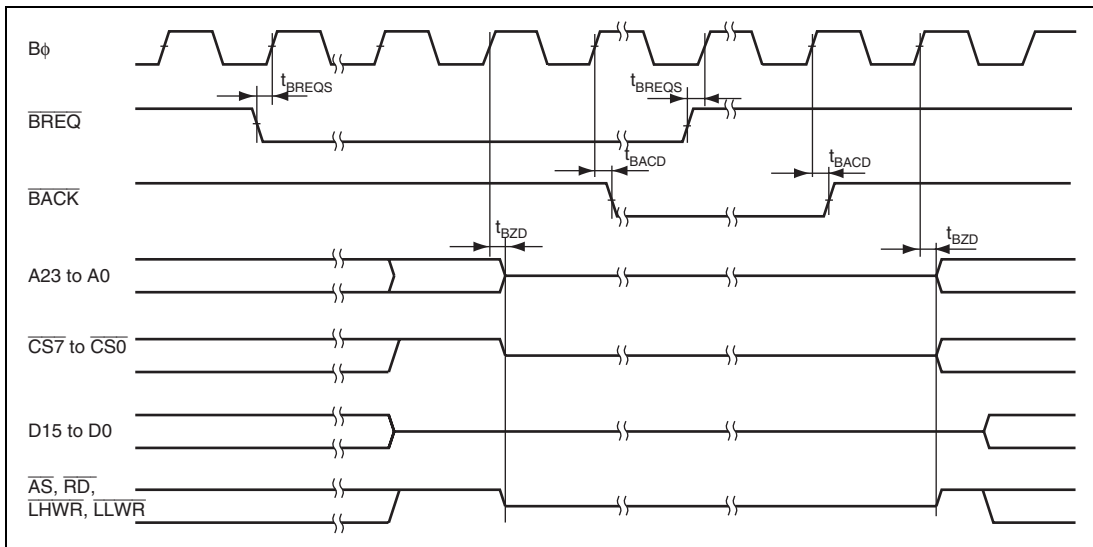 Bϕ
tBREQS
tBREQS
BREQ
tBACD
tBACD
BACK
tBZD
tBZD
A23 to A0
CS7 to CS0
D15 to D0
AS, RD,
LHWR, LLWR